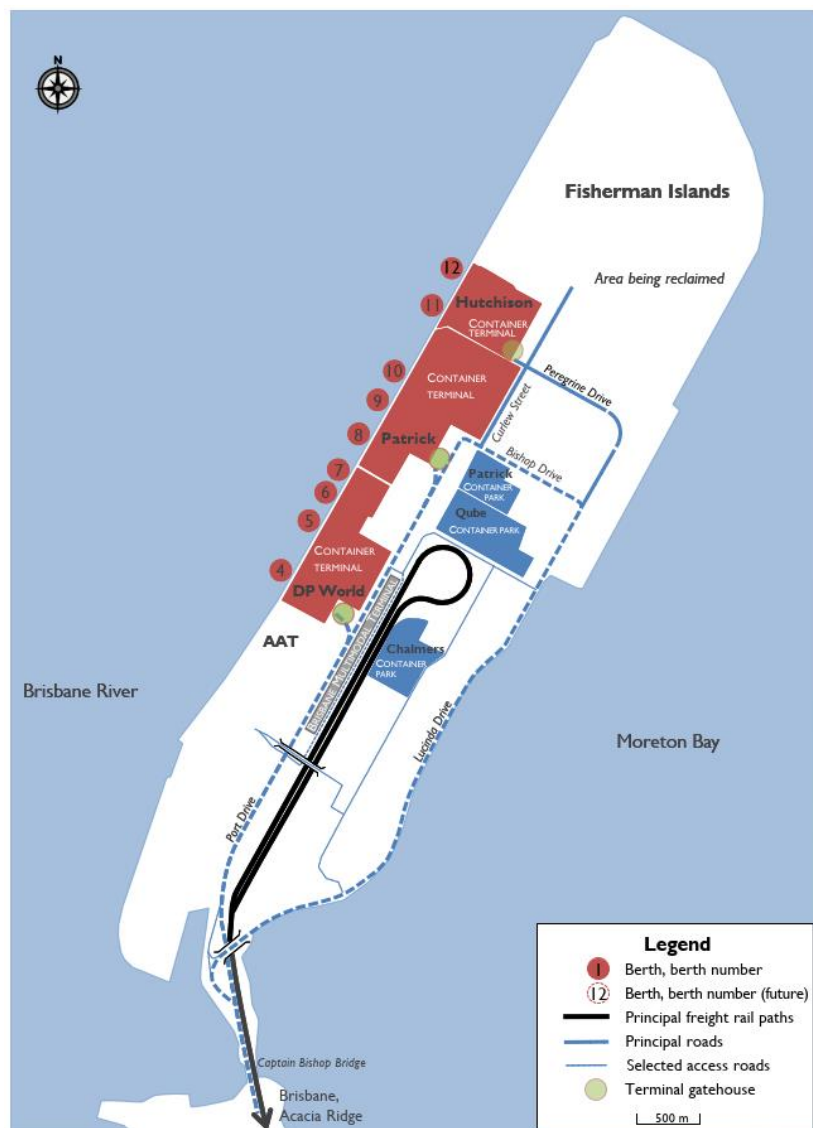 N
Fisherman Islands
12
Area being reclaimed
11
Hutchison
CONTAINER
TERMINAL
10
CONTAINER
TERMINAL
Peregrine Drive
9
Curlew Street
8
Patrick
Bishop Drive
7
Patrick
CONTAINER
PARK
6
Qube
CONTAINER PARK
5
CONTAINER
TERMINAL
4
DP World
BRISBANE MULTIMODAL TERMINAL
AAT
Chalmers
CONTAINER
PARK
Brisbane River
Lucinda Drive
Moreton Bay
Port Drive
Legend
1 Berth, berth number
12 Berth, berth number (future)
Principal freight rail paths
Principal roads
Selected access roads
Terminal gatehouse
500 m
Captain Bishop Bridge
Brisbane,
Acacia Ridge